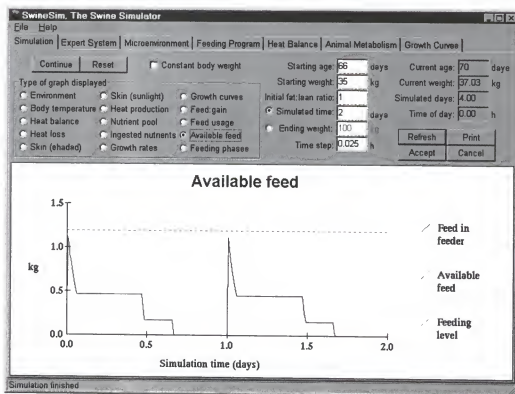 SwineSim, The Swine Simulator
File Help
Simulation Expert System Microenvironment Feeding Program Heat Balance Animal Metabolism Growth Curves
Continue Reset Constant body weight
Type of graph displayed
Environment Skin (sunlight) Growth curves
Body temperature Heat production Feed:gain
Heat balance Nutrient pool Feed usage
Heat loss Ingested nutrients Available feed
Skin (shaded) Growth rates Feeding phases
Starting age: 66 days
Starting weight: 35 kg
Initial fat:lean ratio: 1
Simulated time: 2 days
Ending weight: 100 kg
Time step: 0.025 h
Current age: 70 days
Current weight: 37.03 kg
Simulated days: 4.00
Time of day: 0.00 h
Refresh Print
Accept Cancel
Available feed
1.5
1.0
kg
0.5
0.0
0.0 0.5 1.0 1.5 2.0
Simulation time (days)
Feed in
feeder
Available
feed
Feeding
level
Simulation finished